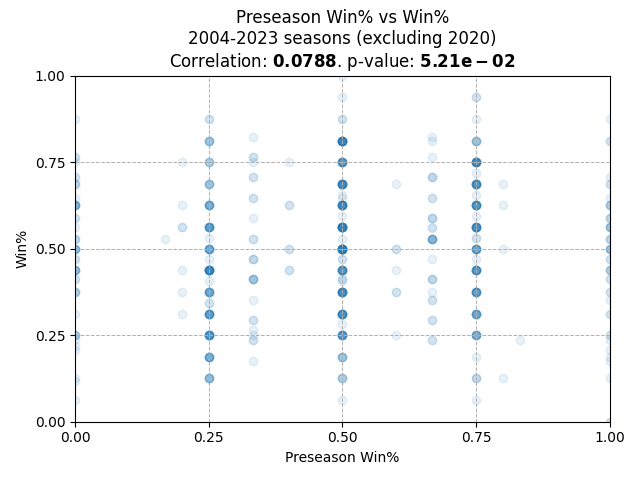 Preseason Win% vs Win%
2004-2023 seasons (excluding 2020)
Correlation: 0.0788. p-value: 5.21e − 02
1.00
0.75
0.50
0.25
0.00
Win%
0.00 0.25 0.50 0.75 1.00
Preseason Win%